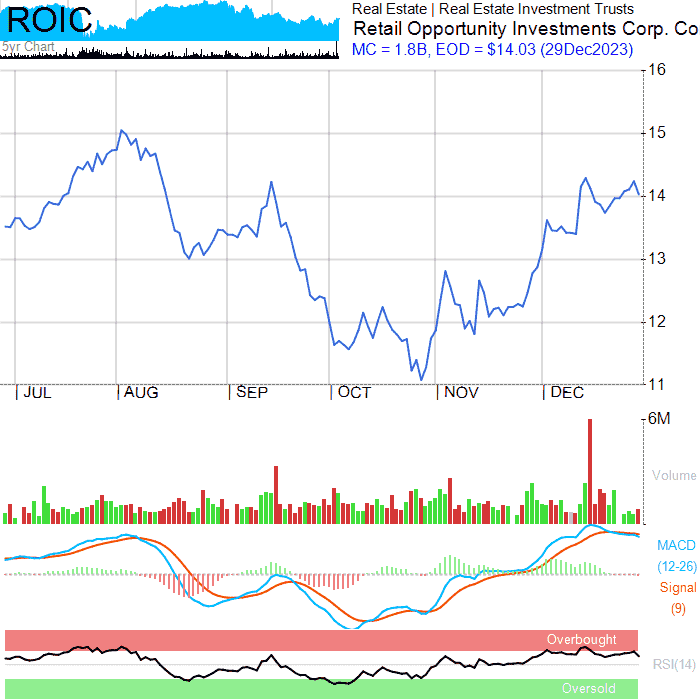 ROIC
5yr Chart
Real Estate | Real Estate Investment Trusts
Retail Opportunity Investments Corp. Co
MC = 1.8B, EOD = $14.03 (29Dec2023)
16
15
14
13
12
11
JUL AUG SEP OCT NOV DEC
6M
Volume
MACD
(12-26)
Signal
(9)
Overbought
RSI(14)
Oversold